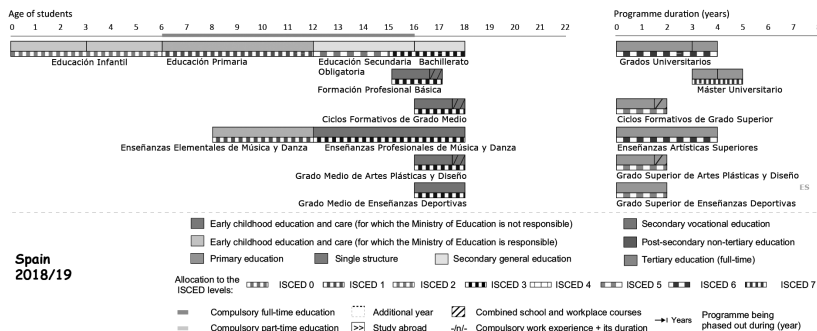 Age of students
Programme duration (years)
0 1 2 3 4 5 6 7 8 9 10 11 12 13 14 15 16 17 18 19 20 21 22
0 1 2 3 4 5 6 7
Educación Infantil
Educación Primaria
Educación Secundaria
Obligatoria
Bachillerato
Grados Universitarios
Formación Profesional Básica
Máster Universitario
Ciclos Formativos de Grado Medio
Ciclos Formativos de Grado Superior
Enseñanzas Elementales de Música y Danza
Enseñanzas Profesionales de Música y Danza
Enseñanzas Artísticas Superiores
Grado Medio de Artes Plásticas y Diseño
Grado Superior de Artes Plásticas y Diseño
ES
Grado Medio de Enseñanzas Deportivas
Grado Superior de Enseñanzas Deportivas
Spain
2018/19
Early childhood education and care (for which the Ministry of Education is not responsible)
Secondary vocational education
Early childhood education and care (for which the Ministry of Education is responsible)
Post-secondary non-tertiary education
Primary education
Single structure
Secondary general education
Tertiary education (full-time)
Allocation to the
ISCED levels:
ISCED 0
ISCED 1
ISCED 2
ISCED 3
ISCED 4
ISCED 5
ISCED 6
ISCED 7
Compulsory full-time education
Additional year
Combined school and workplace courses
Years
Programme being
phased out during (year)
Compulsory part-time education
>> Study abroad
-/n/- Compulsory work experience + its duration